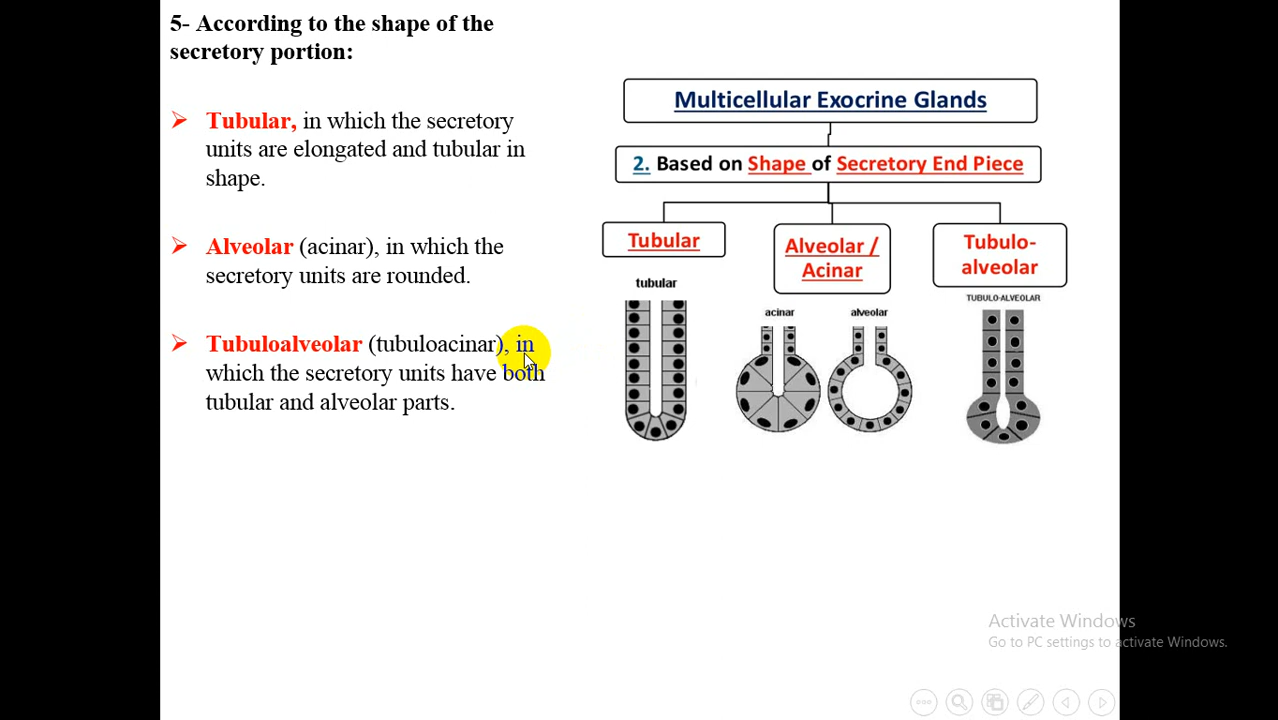 5- According to the shape of the
secretory portion:
Tubular, in which the secretory
units are elongated and tubular in
shape.
Alveolar (acinar), in which the
secretory units are rounded.
Tubuloalveolar (tubuloacinar), in
which the secretory units have both
tubular and alveolar parts.
Multicellular Exocrine Glands
2. Based on Shape of Secretory End Piece
Tubular
Alveolar /
Acinar
Tubulo-
alveolar
tubular
acinar
alveolar
TUBULO-ALVEOLAR
Activate Windows
Go to PC settings to activate Windows.